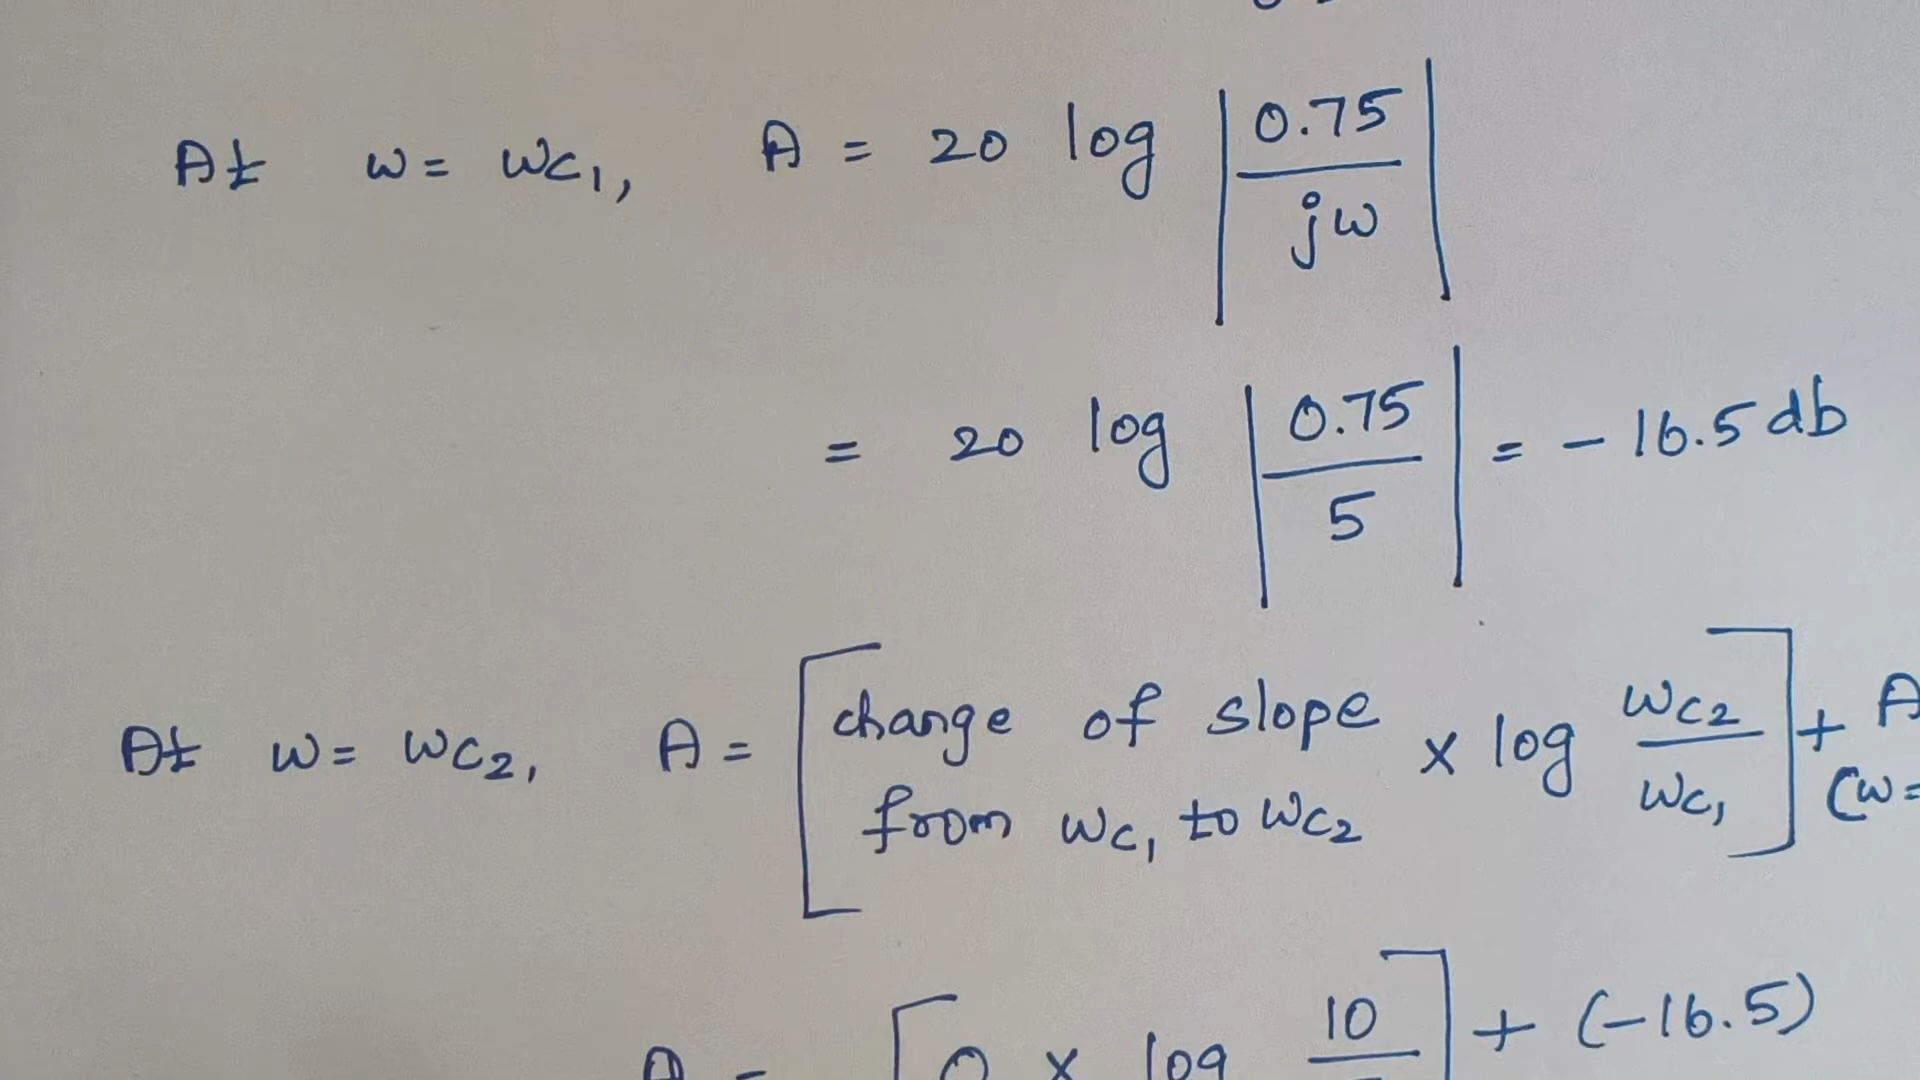 At ω = ωc₁, A = 20 log |0.75/jω|
= 20 log |0.75/5| = - 16.5 db
At ω = ωc₂, A = [change of slope from ωc₁ to ωc₂ × log ωc₂/ωc₁] + A (ω =
A = [0 × log 10/ ] + (-16.5)